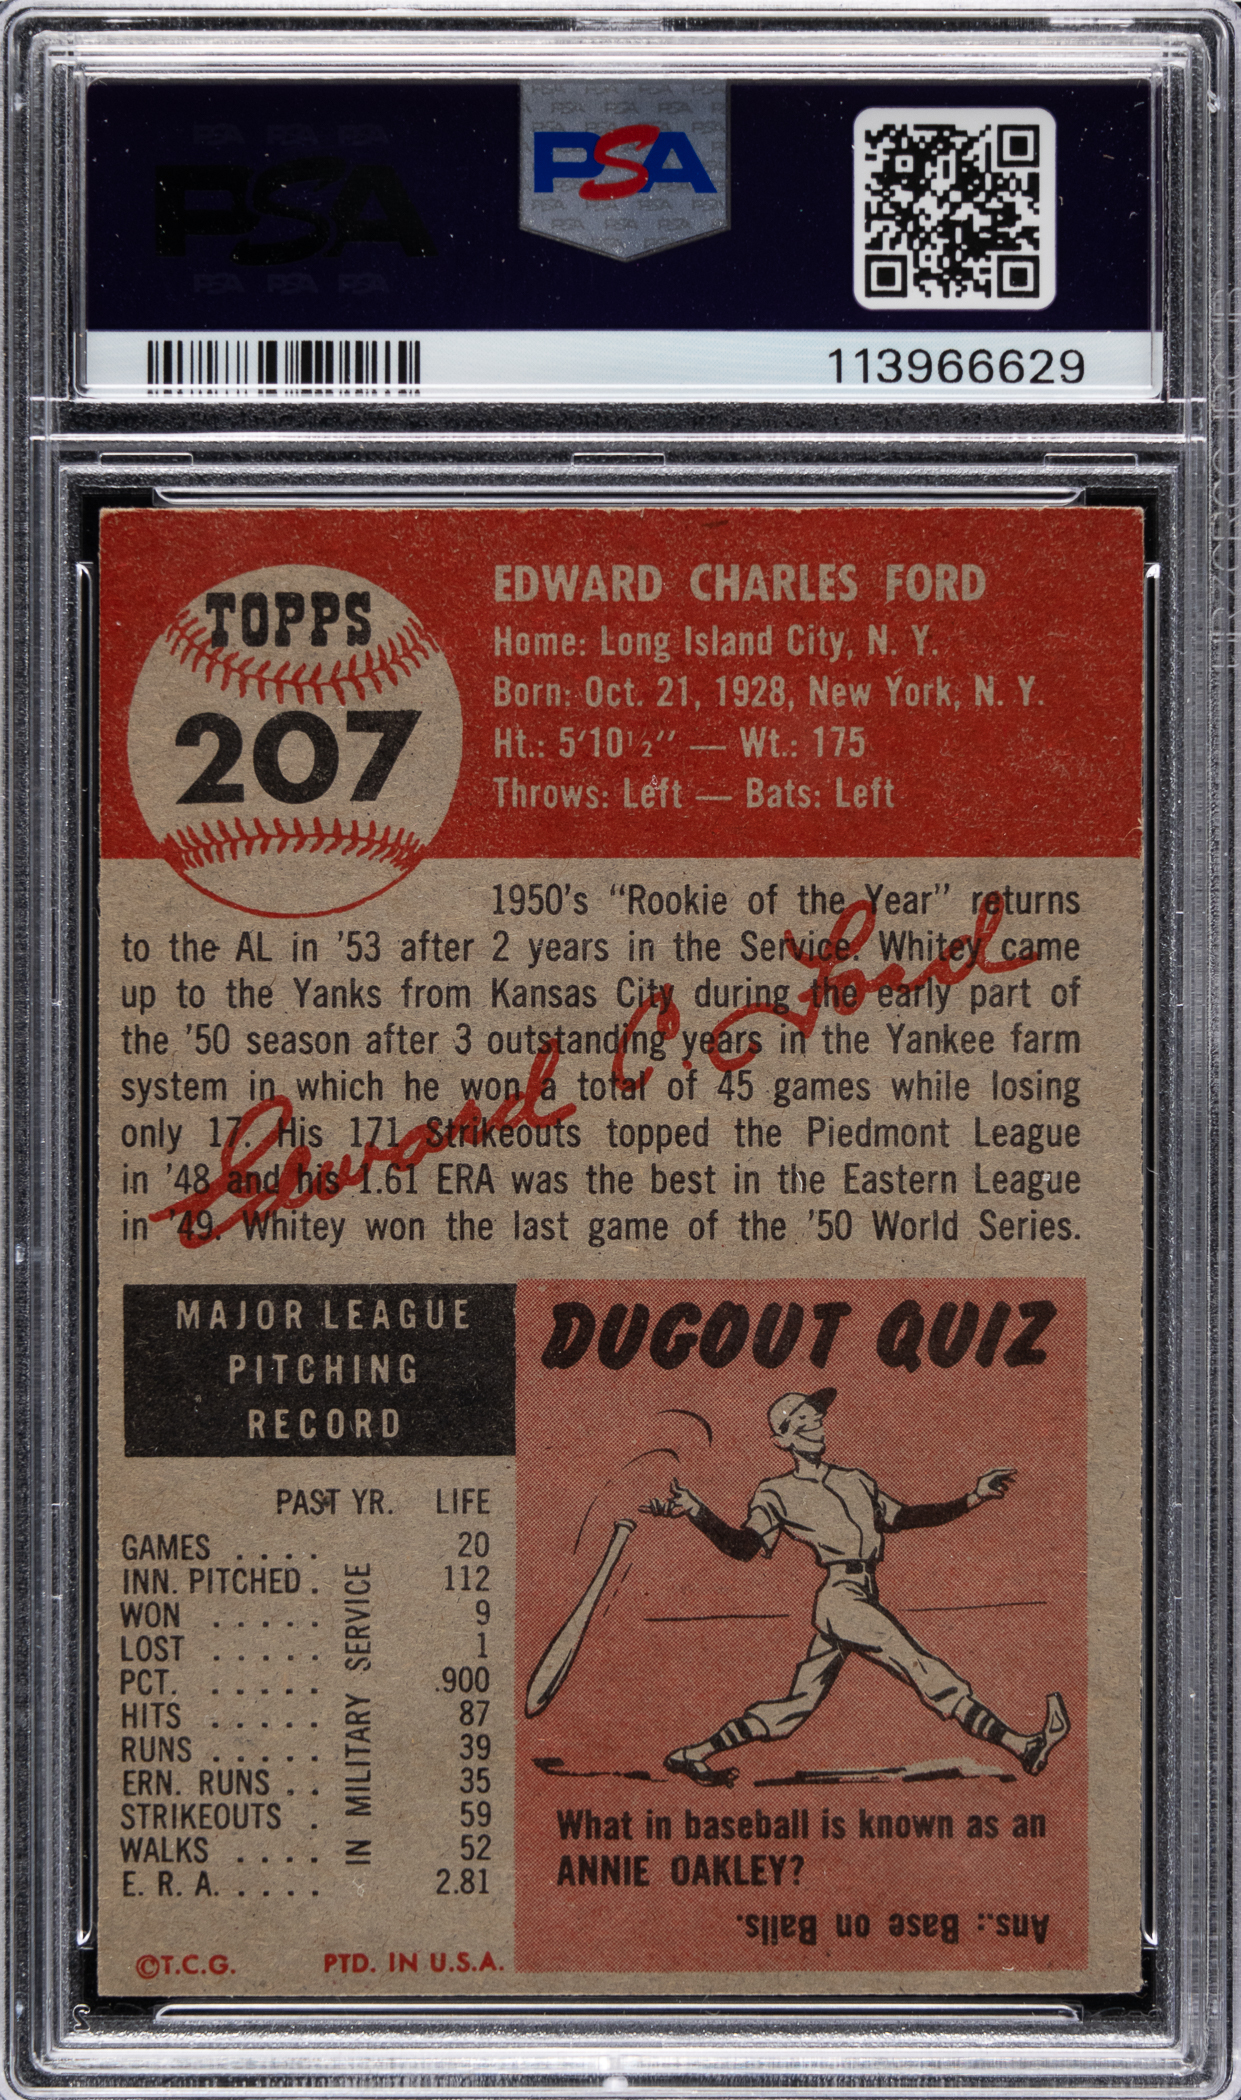 PSA PSA PSA
PSA
PSA PSA PSA
PSA
113966629
TOPPS
207
EDWARD CHARLES FORD
Home: Long Island City, N. Y.
Born: Oct. 21, 1928, New York, N. Y.
Ht.: 5'10½" — Wt.: 175
Throws: Left — Bats: Left
1950's "Rookie of the Year" returns
to the AL in '53 after 2 years in the Service. Whitey came
up to the Yanks from Kansas City during the early part of
the '50 season after 3 outstanding years in the Yankee farm
system in which he won a total of 45 games while losing
only 17. His 171 Strikeouts topped the Piedmont League
in '48 and his 1.61 ERA was the best in the Eastern League
in '49. Whitey won the last game of the '50 World Series.
Edward C. Ford
MAJOR LEAGUE
PITCHING
RECORD
PAST YR. LIFE
GAMES . . . . 20
INN. PITCHED . 112
WON . . . . . 9
LOST . . . . . 1
PCT. . . . . . .900
HITS . . . . . 87
RUNS . . . . . 39
ERN. RUNS . . 35
STRIKEOUTS . 59
WALKS . . . . 52
E. R. A. . . . . 2.81
IN MILITARY SERVICE
©T.C.G. PTD. IN U.S.A.
DUGOUT QUIZ
What in baseball is known as an
ANNIE OAKLEY?
Ans.: Base on Balls.